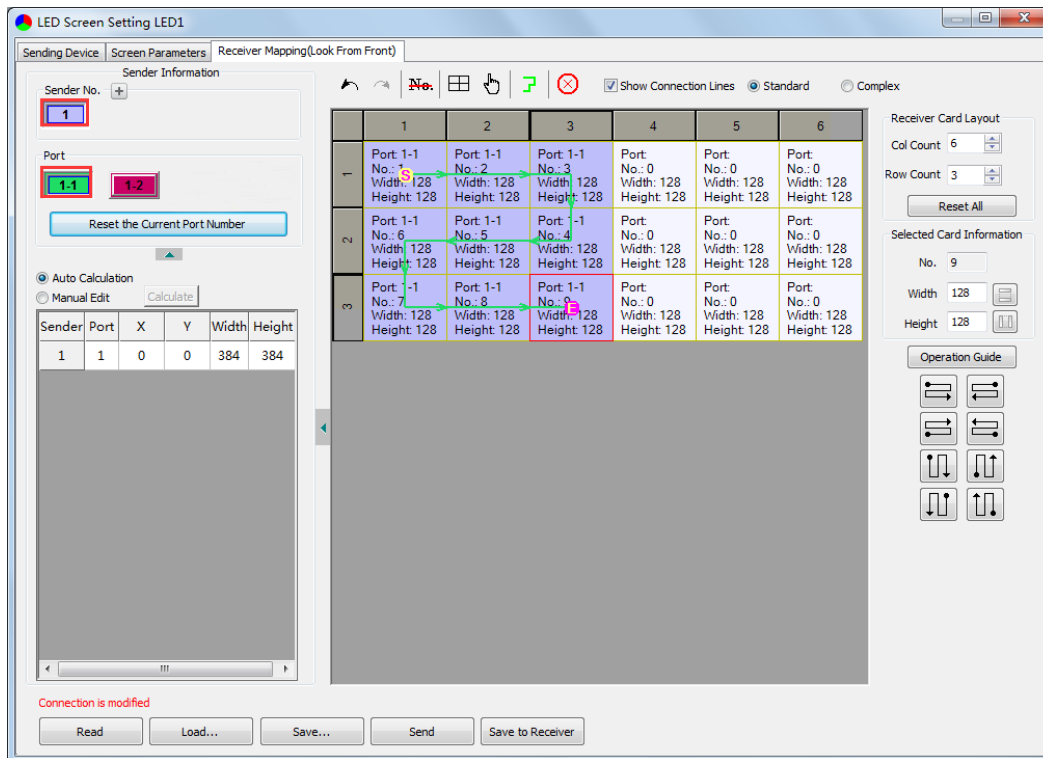 LED Screen Setting LED1
Sending Device
Screen Parameters
Receiver Mapping(Look From Front)
Sender Information
Sender No. +
1
Port
1-1
1-2
Reset the Current Port Number
Auto Calculation
Manual Edit
Calculate
Sender Port X Y Width Height
1 1 0 0 384 384
Connection is modified
Read
Load...
Save...
Send
Save to Receiver
No.
Show Connection Lines
Standard
Complex
1 2 3 4 5 6
1
Port: 1-1
No.: 1
Width: 128
Height: 128
Port: 1-1
No.: 2
Width: 128
Height: 128
Port: 1-1
No.: 3
Width: 128
Height: 128
Port:
No.: 0
Width: 128
Height: 128
Port:
No.: 0
Width: 128
Height: 128
Port:
No.: 0
Width: 128
Height: 128
S
2
Port: 1-1
No.: 6
Width: 128
Height: 128
Port: 1-1
No.: 5
Width: 128
Height: 128
Port: 1-1
No.: 4
Width: 128
Height: 128
Port:
No.: 0
Width: 128
Height: 128
Port:
No.: 0
Width: 128
Height: 128
Port:
No.: 0
Width: 128
Height: 128
3
Port: 1-1
No.: 7
Width: 128
Height: 128
Port: 1-1
No.: 8
Width: 128
Height: 128
Port: 1-1
No.: 9
Width: 128
Height: 128
E
Port:
No.: 0
Width: 128
Height: 128
Port:
No.: 0
Width: 128
Height: 128
Port:
No.: 0
Width: 128
Height: 128
Receiver Card Layout
Col Count 6
Row Count 3
Reset All
Selected Card Information
No. 9
Width 128
Height 128
Operation Guide